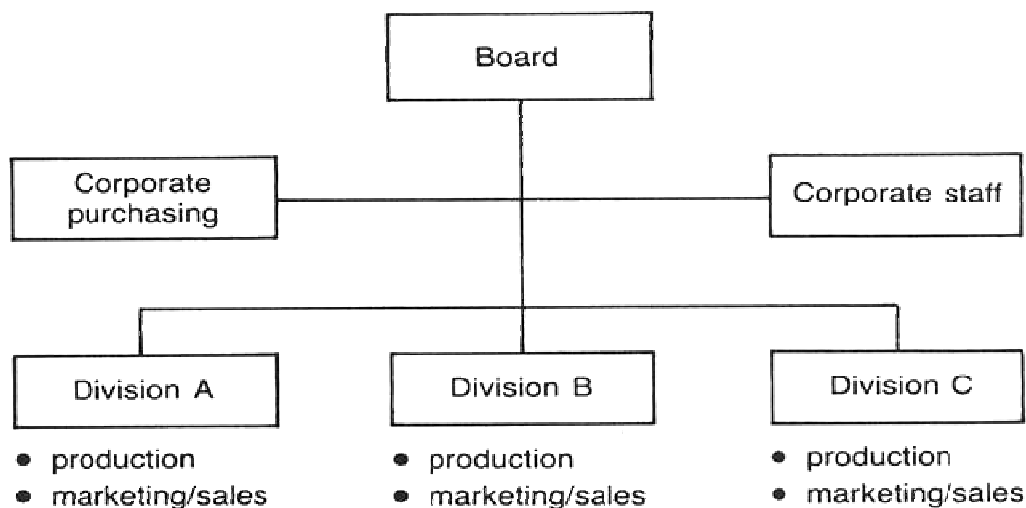 Board
Corporate
purchasing
Corporate staff
Division A
Division B
Division C
• production
• marketing/sales
• production
• marketing/sales
• production
• marketing/sales